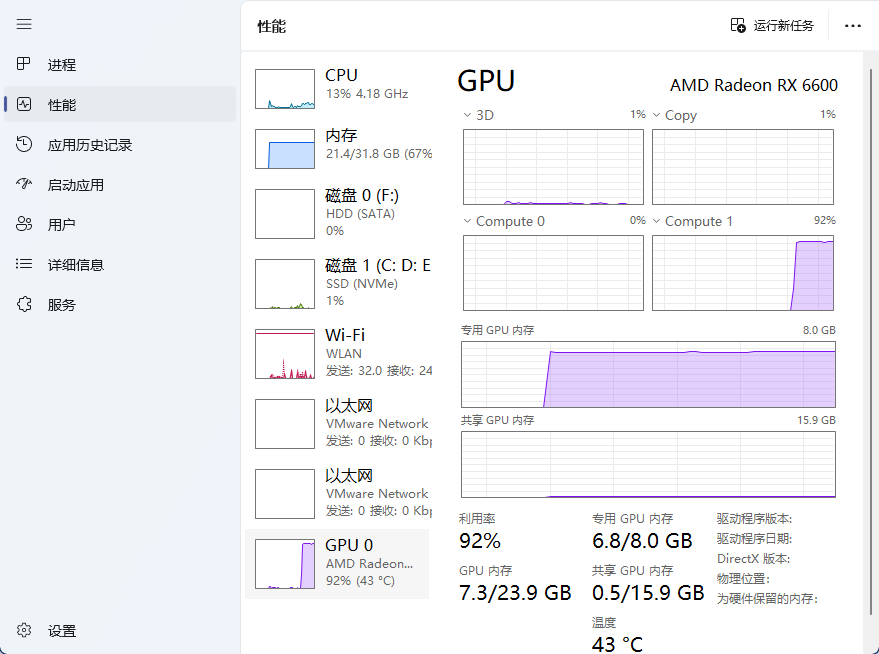 性能
运行新任务
进程
性能
应用历史记录
启动应用
用户
详细信息
服务
设置
CPU
13% 4.18 GHz
内存
21.4/31.8 GB (67%
磁盘 0 (F:)
HDD (SATA)
0%
磁盘 1 (C: D: E
SSD (NVMe)
1%
Wi-Fi
WLAN
发送: 32.0 接收: 24
以太网
VMware Network
发送: 0 接收: 0 Kbp
以太网
VMware Network
发送: 0 接收: 0 Kbp
GPU 0
AMD Radeon...
92% (43 °C)
GPU
AMD Radeon RX 6600
3D 1%
Copy 1%
Compute 0 0%
Compute 1 92%
专用 GPU 内存 8.0 GB
共享 GPU 内存 15.9 GB
利用率
92%
专用 GPU 内存
6.8/8.0 GB
GPU 内存
7.3/23.9 GB
共享 GPU 内存
0.5/15.9 GB
温度
43 °C
驱动程序版本:
驱动程序日期:
DirectX 版本:
物理位置:
为硬件保留的内存: